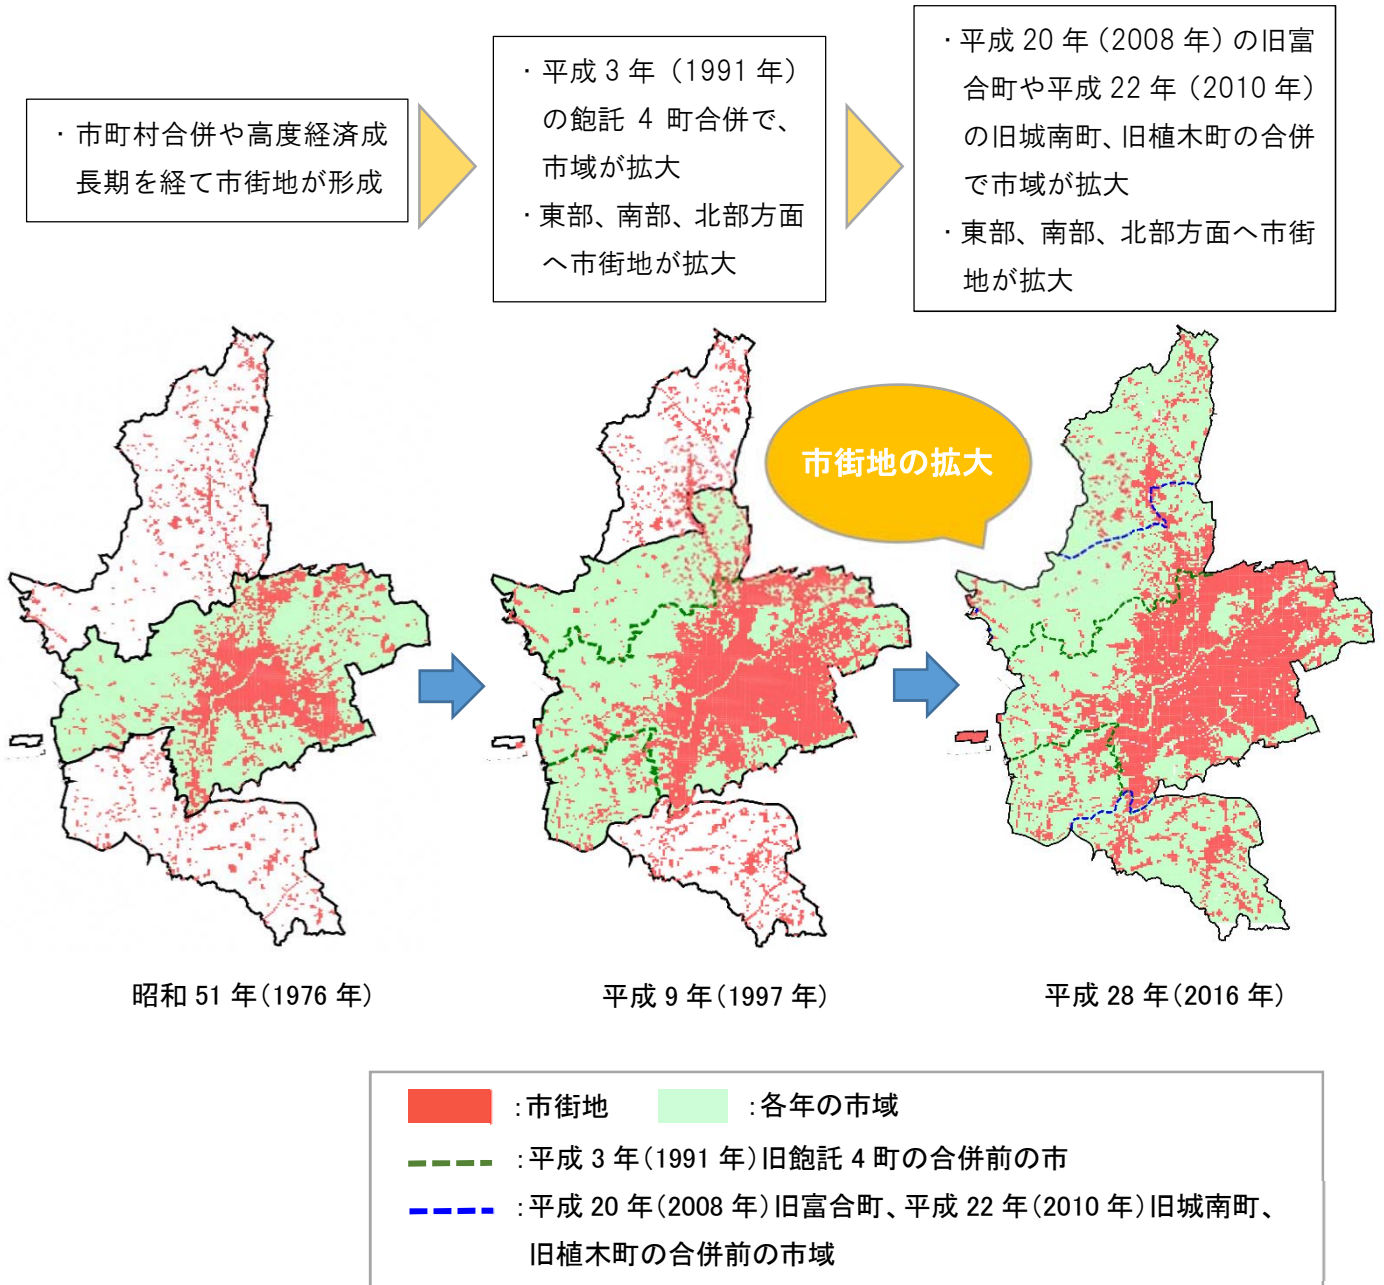 ・市町村合併や高度経済成
長期を経て市街地が形成
・平成 3 年（1991 年）
の飽託 4 町合併で、
市域が拡大
・東部、南部、北部方面
へ市街地が拡大
・平成 20 年（2008 年）の旧富
合町や平成 22 年（2010 年）
の旧城南町、旧植木町の合併
で市域が拡大
・東部、南部、北部方面へ市街
地が拡大
市街地の拡大
昭和 51 年（1976 年）
平成 9 年（1997 年）
平成 28 年（2016 年）
：市街地
：各年の市域
：平成 3 年（1991 年）旧飽託 4 町の合併前の市
：平成 20 年（2008 年）旧富合町、平成 22 年（2010 年）旧城南町、
旧植木町の合併前の市域